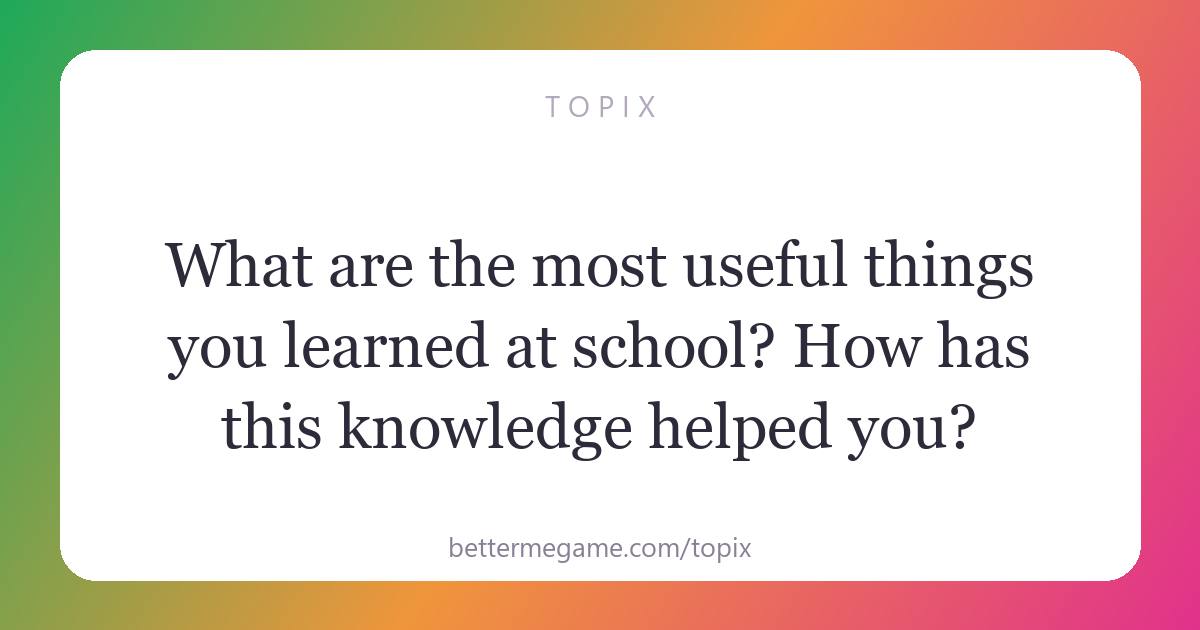 TOPIX
What are the most useful things
you learned at school? How has
this knowledge helped you?
bettermegame.com/topix